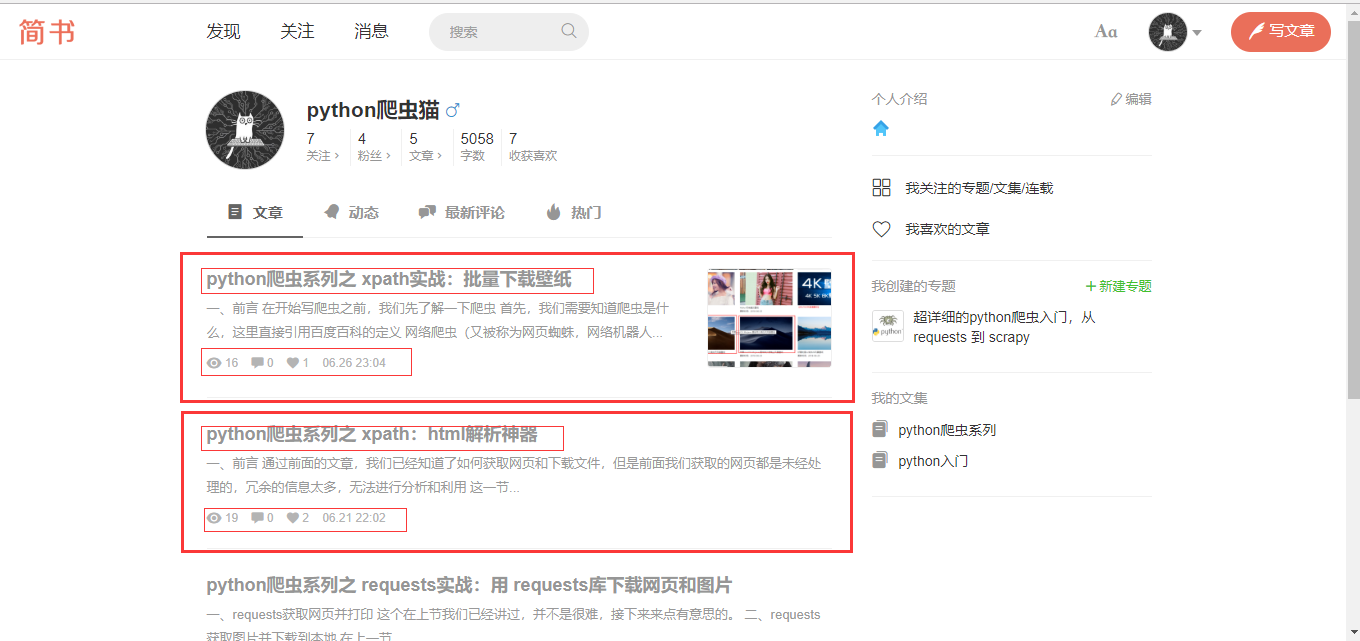 简书
发现 关注 消息 搜索 Aa 写文章
python爬虫猫
7 4 5 5058 7
关注 粉丝 文章 字数 收获喜欢
文章 动态 最新评论 热门
python爬虫系列之 xpath实战：批量下载壁纸
一、前言 在开始写爬虫之前，我们先了解一下爬虫 首先，我们需要知道爬虫是什
么，这里直接引用百度百科的定义 网络爬虫（又被称为网页蜘蛛，网络机器人...
16 0 1 06.26 23:04
python爬虫系列之 xpath：html解析神器
一、前言 通过前面的文章，我们已经知道了如何获取网页和下载文件，但是前面我们获取的网页都是未经处
理的，冗余的信息太多，无法进行分析和利用 这一节...
19 0 2 06.21 22:02
python爬虫系列之 requests实战：用 requests库下载网页和图片
一、requests获取网页并打印 这个在上节我们已经讲过，并不是很难，接下来来点有意思的。 二、requests
获取图片并下载到本地 在上一节
个人介绍 编辑
我关注的专题/文集/连载
我喜欢的文章
我创建的专题 新建专题
超详细的python爬虫入门，从
requests 到 scrapy
我的文集
python爬虫系列
python入门